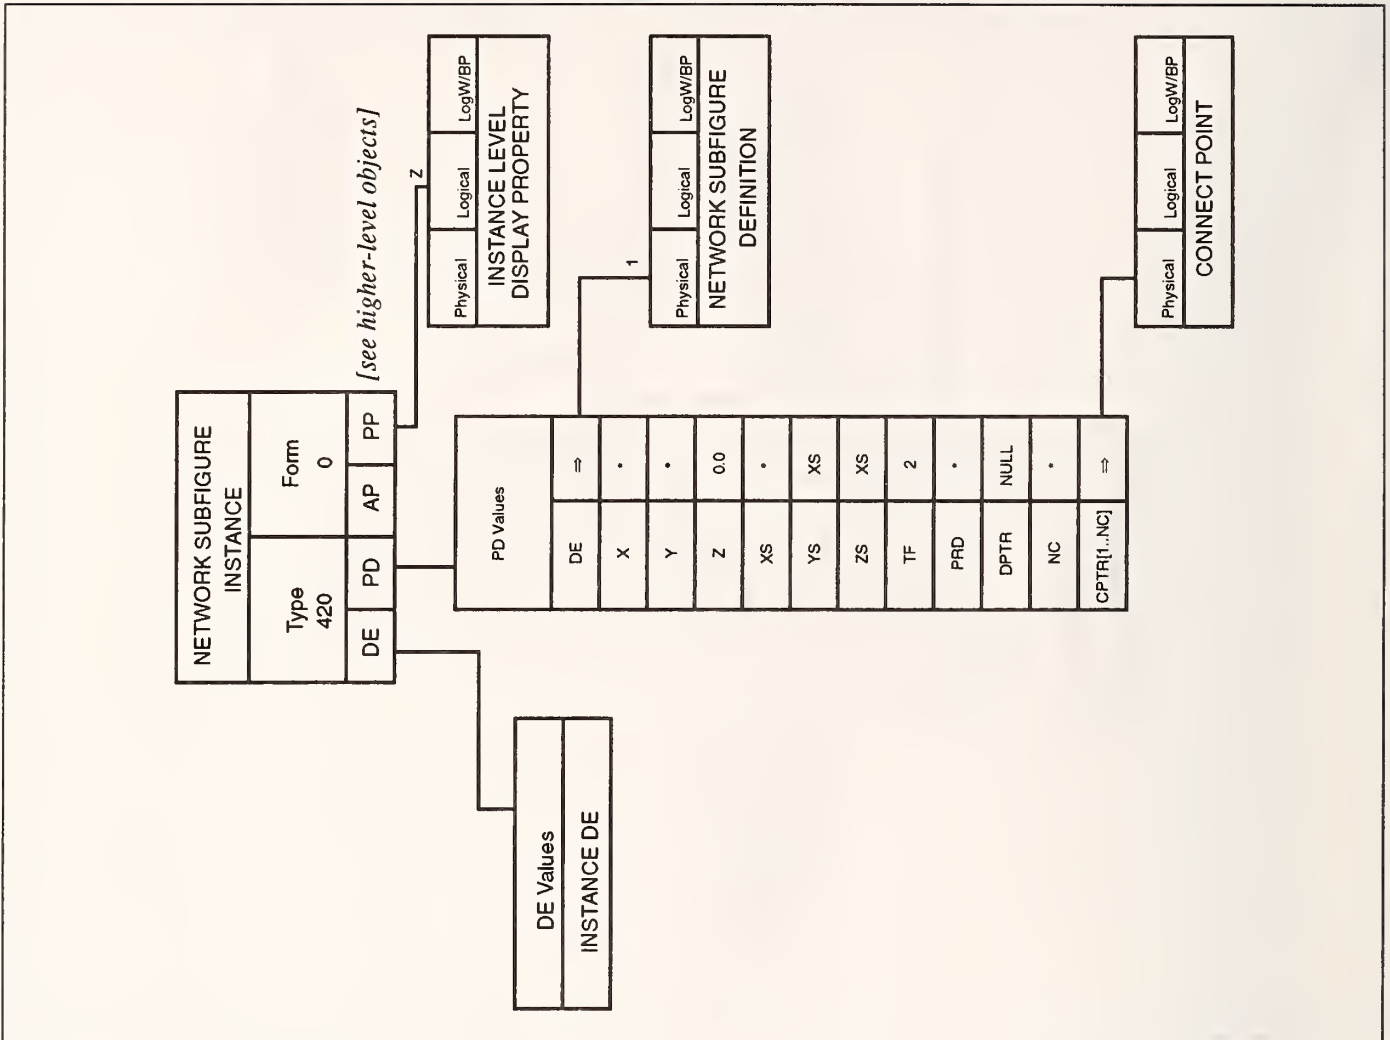 NETWORK SUBFIGURE
INSTANCE
Type
420
Form
0
DE
PD
AP
PP
[see higher-level objects]
Z
Physical
Logical
LogW/BP
INSTANCE LEVEL
DISPLAY PROPERTY
PD Values
DE ⇒
X *
Y *
Z 0.0
XS *
YS XS
ZS XS
TF 2
PRD *
DPTR NULL
NC *
CPTR[1..NC] ⇒
DE Values
INSTANCE DE
1
Physical
Logical
LogW/BP
NETWORK SUBFIGURE
DEFINITION
Physical
Logical
LogW/BP
CONNECT POINT